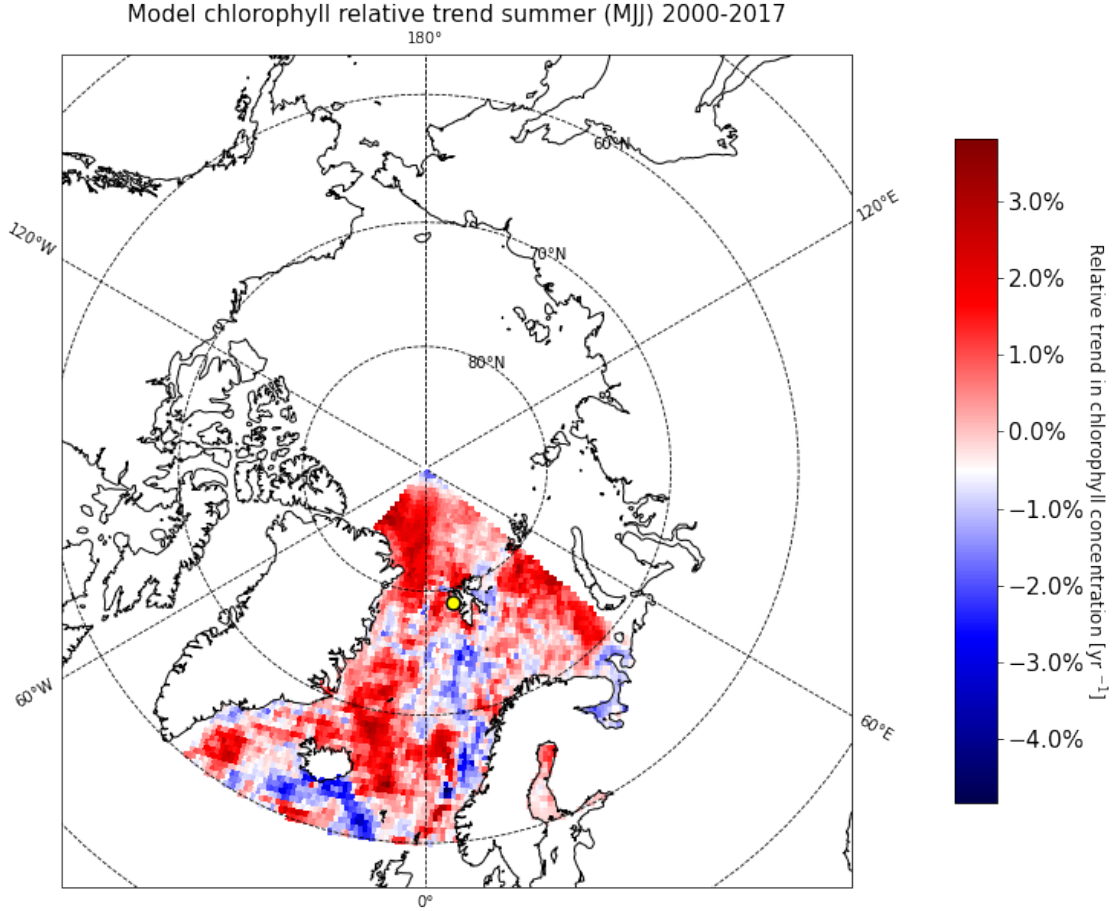 Model chlorophyll relative trend summer (MJJ) 2000-2017
180°
60°N
120°E
120°W
70°N
80°N
60°W
60°E
0°
3.0%
2.0%
1.0%
0.0%
−1.0%
−2.0%
−3.0%
−4.0%
Relative trend in chlorophyll concentration [yr⁻¹]